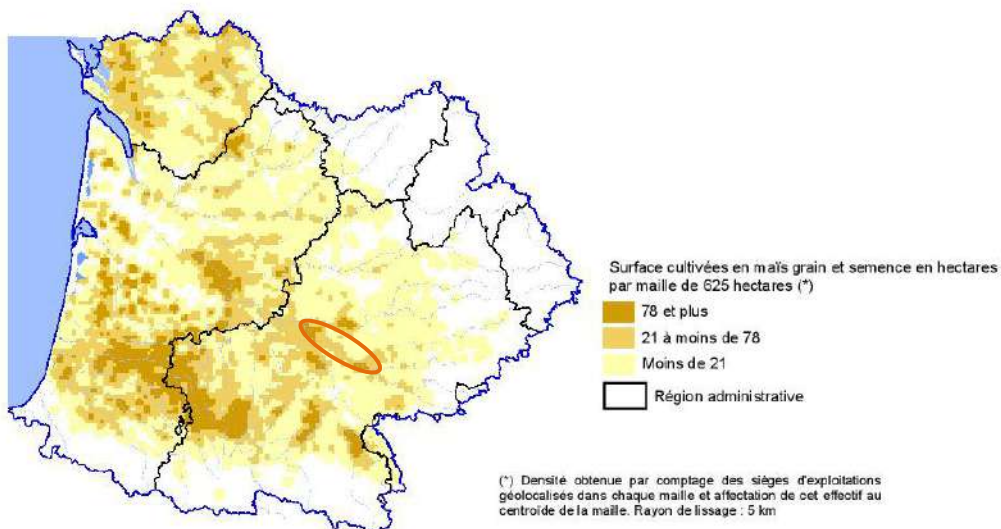 Surface cultivées en maïs grain et semence en hectares
par maille de 625 hectares (*)
78 et plus
21 à moins de 78
Moins de 21
Région administrative
(*) Densité obtenue par comptage des sièges d'exploitations
géolocalisés dans chaque maille et affectation de cet effectif au
centroïde de la maille. Rayon de lissage : 5 km